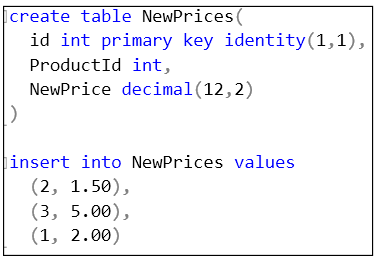 create table NewPrices(
id int primary key identity(1,1),
ProductId int,
NewPrice decimal(12,2)
)
insert into NewPrices values
(2, 1.50),
(3, 5.00),
(1, 2.00)